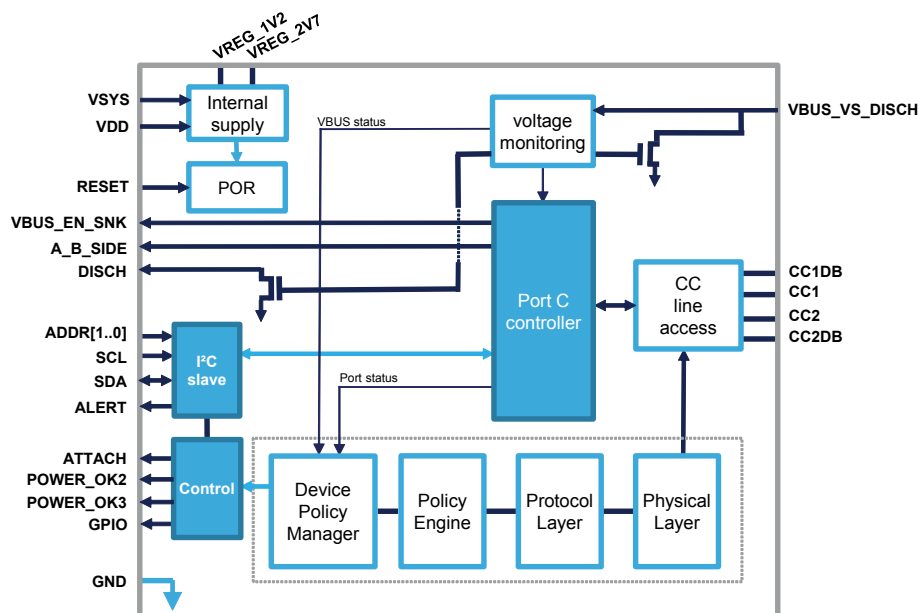 VREG_1V2
VREG_2V7
VSYS
VDD
Internal
supply
VBUS status
voltage
monitoring
VBUS_VS_DISCH
RESET
POR
VBUS_EN_SNK
A_B_SIDE
DISCH
Port C
controller
CC
line
access
CC1DB
CC1
CC2
CC2DB
ADDR[1..0]
SCL
SDA
ALERT
I²C
slave
Port status
ATTACH
POWER_OK2
POWER_OK3
GPIO
Control
Device
Policy
Manager
Policy
Engine
Protocol
Layer
Physical
Layer
GND